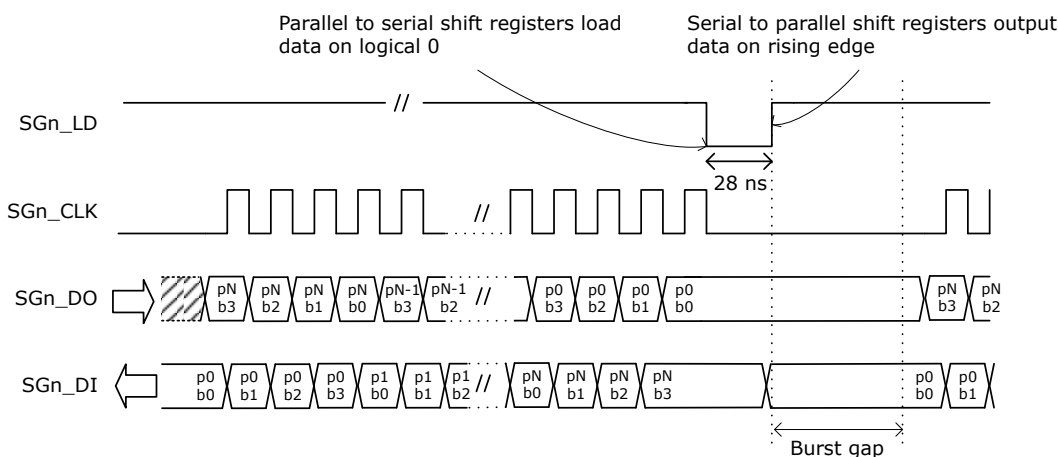 Parallel to serial shift registers load
data on logical 0
Serial to parallel shift registers output
data on rising edge
SGn_LD
//
28 ns
SGn_CLK
//
SGn_DO
pN b3
pN b2
pN b1
pN b0
pN-1 b3
pN-1 b2
//
p0 b3
p0 b2
p0 b1
p0 b0
pN b3
pN b2
SGn_DI
p0 b0
p0 b1
p0 b2
p0 b3
p1 b0
p1 b1
p1 b2
//
pN b0
pN b1
pN b2
pN b3
p0 b0
p0 b1
Burst gap